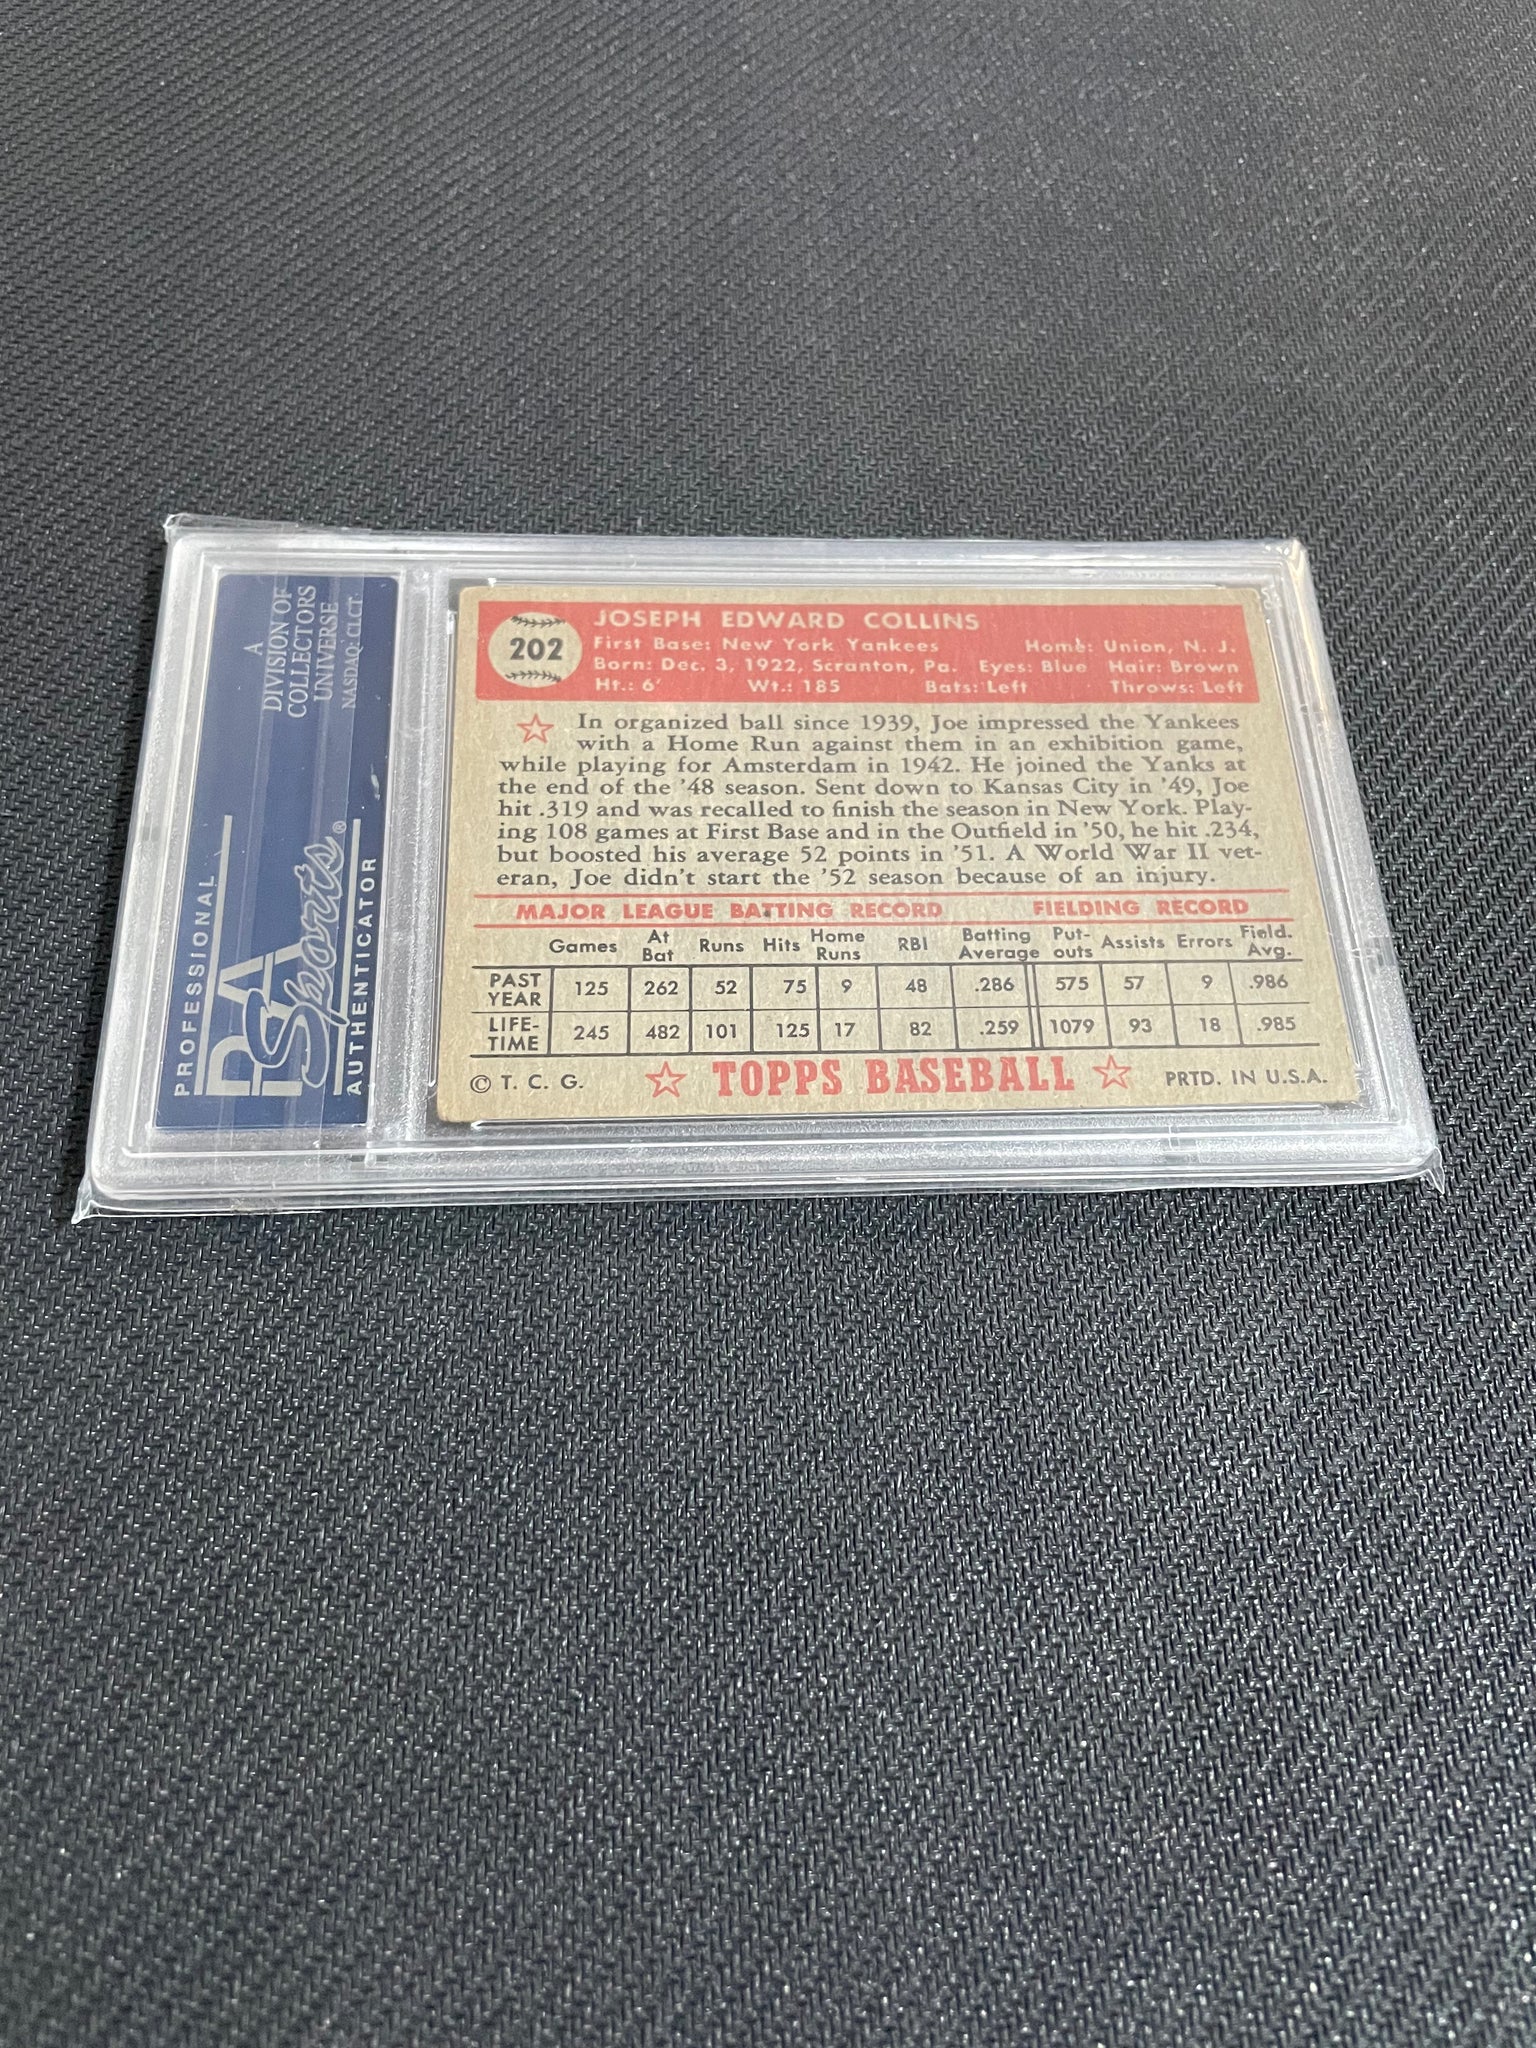 A
DIVISION OF
COLLECTORS
UNIVERSE
NASDAQ: CLCT
PROFESSIONAL
PSA
Sports®
AUTHENTICATOR
202
JOSEPH EDWARD COLLINS
First Base: New York Yankees Home: Union, N. J.
Born: Dec. 3, 1922, Scranton, Pa. Eyes: Blue Hair: Brown
Ht.: 6' Wt.: 185 Bats: Left Throws: Left
In organized ball since 1939, Joe impressed the Yankees
with a Home Run against them in an exhibition game,
while playing for Amsterdam in 1942. He joined the Yanks at
the end of the '48 season. Sent down to Kansas City in '49, Joe
hit .319 and was recalled to finish the season in New York. Play-
ing 108 games at First Base and in the Outfield in '50, he hit .234,
but boosted his average 52 points in '51. A World War II vet-
eran, Joe didn't start the '52 season because of an injury.
MAJOR LEAGUE BATTING RECORD FIELDING RECORD
Games At Bat Runs Hits Home Runs RBI Batting Average Put-outs Assists Errors Field. Avg.
PAST YEAR 125 262 52 75 9 48 .286 575 57 9 .986
LIFE-TIME 245 482 101 125 17 82 .259 1079 93 18 .985
© T. C. G. TOPPS BASEBALL PRTD. IN U.S.A.